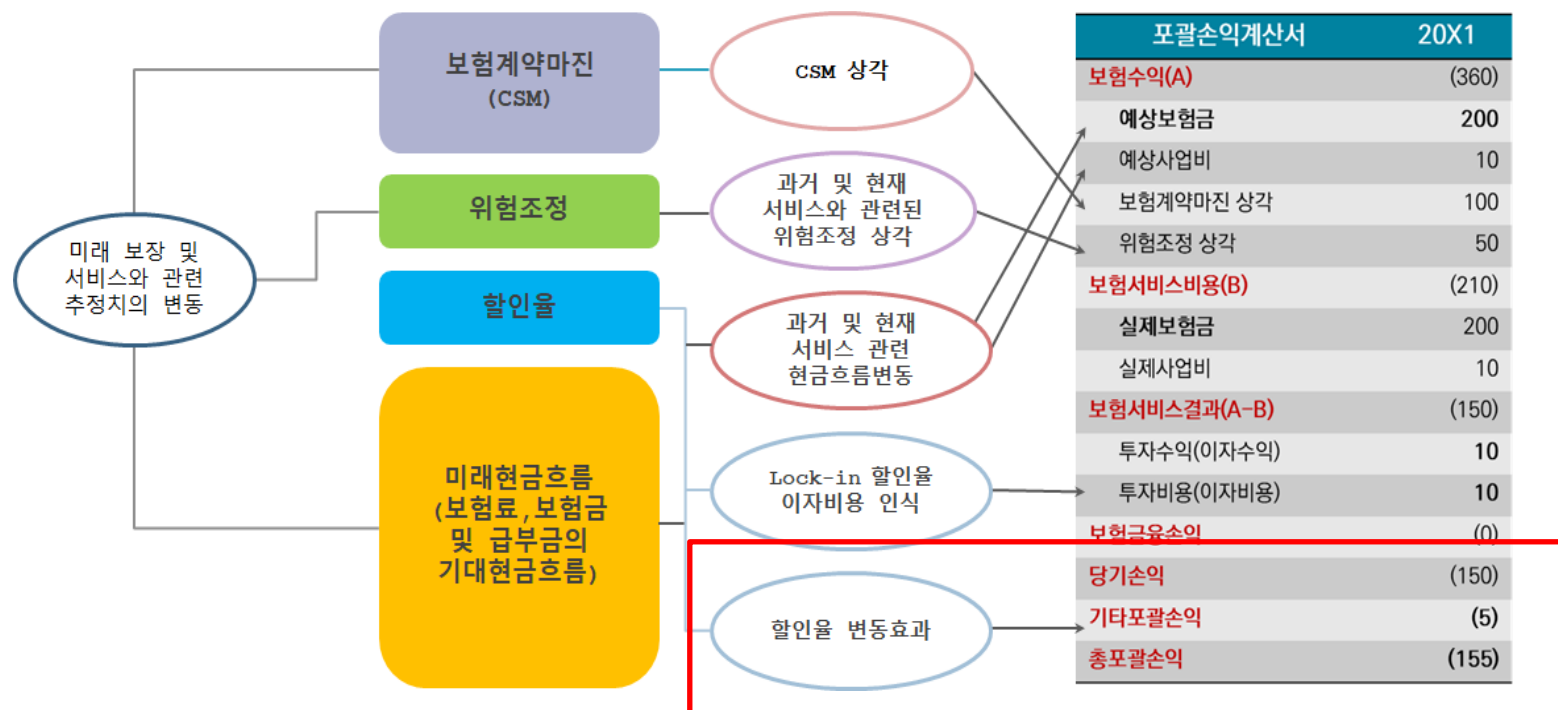 미래 보장 및
서비스와 관련
추정치의 변동
보험계약마진
(CSM)
위험조정
할인율
미래현금흐름
(보험료,보험금
및 급부금의
기대현금흐름)
CSM 상각
과거 및 현재
서비스와 관련된
위험조정 상각
과거 및 현재
서비스 관련
현금흐름변동
Lock-in 할인율
이자비용 인식
할인율 변동효과
포괄손익계산서 20X1
보험수익(A) (360)
예상보험금 200
예상사업비 10
보험계약마진 상각 100
위험조정 상각 50
보험서비스비용(B) (210)
실제보험금 200
실제사업비 10
보험서비스결과(A-B) (150)
투자수익(이자수익) 10
투자비용(이자비용) 10
보험금융손익 (0)
당기손익 (150)
기타포괄손익 (5)
총포괄손익 (155)